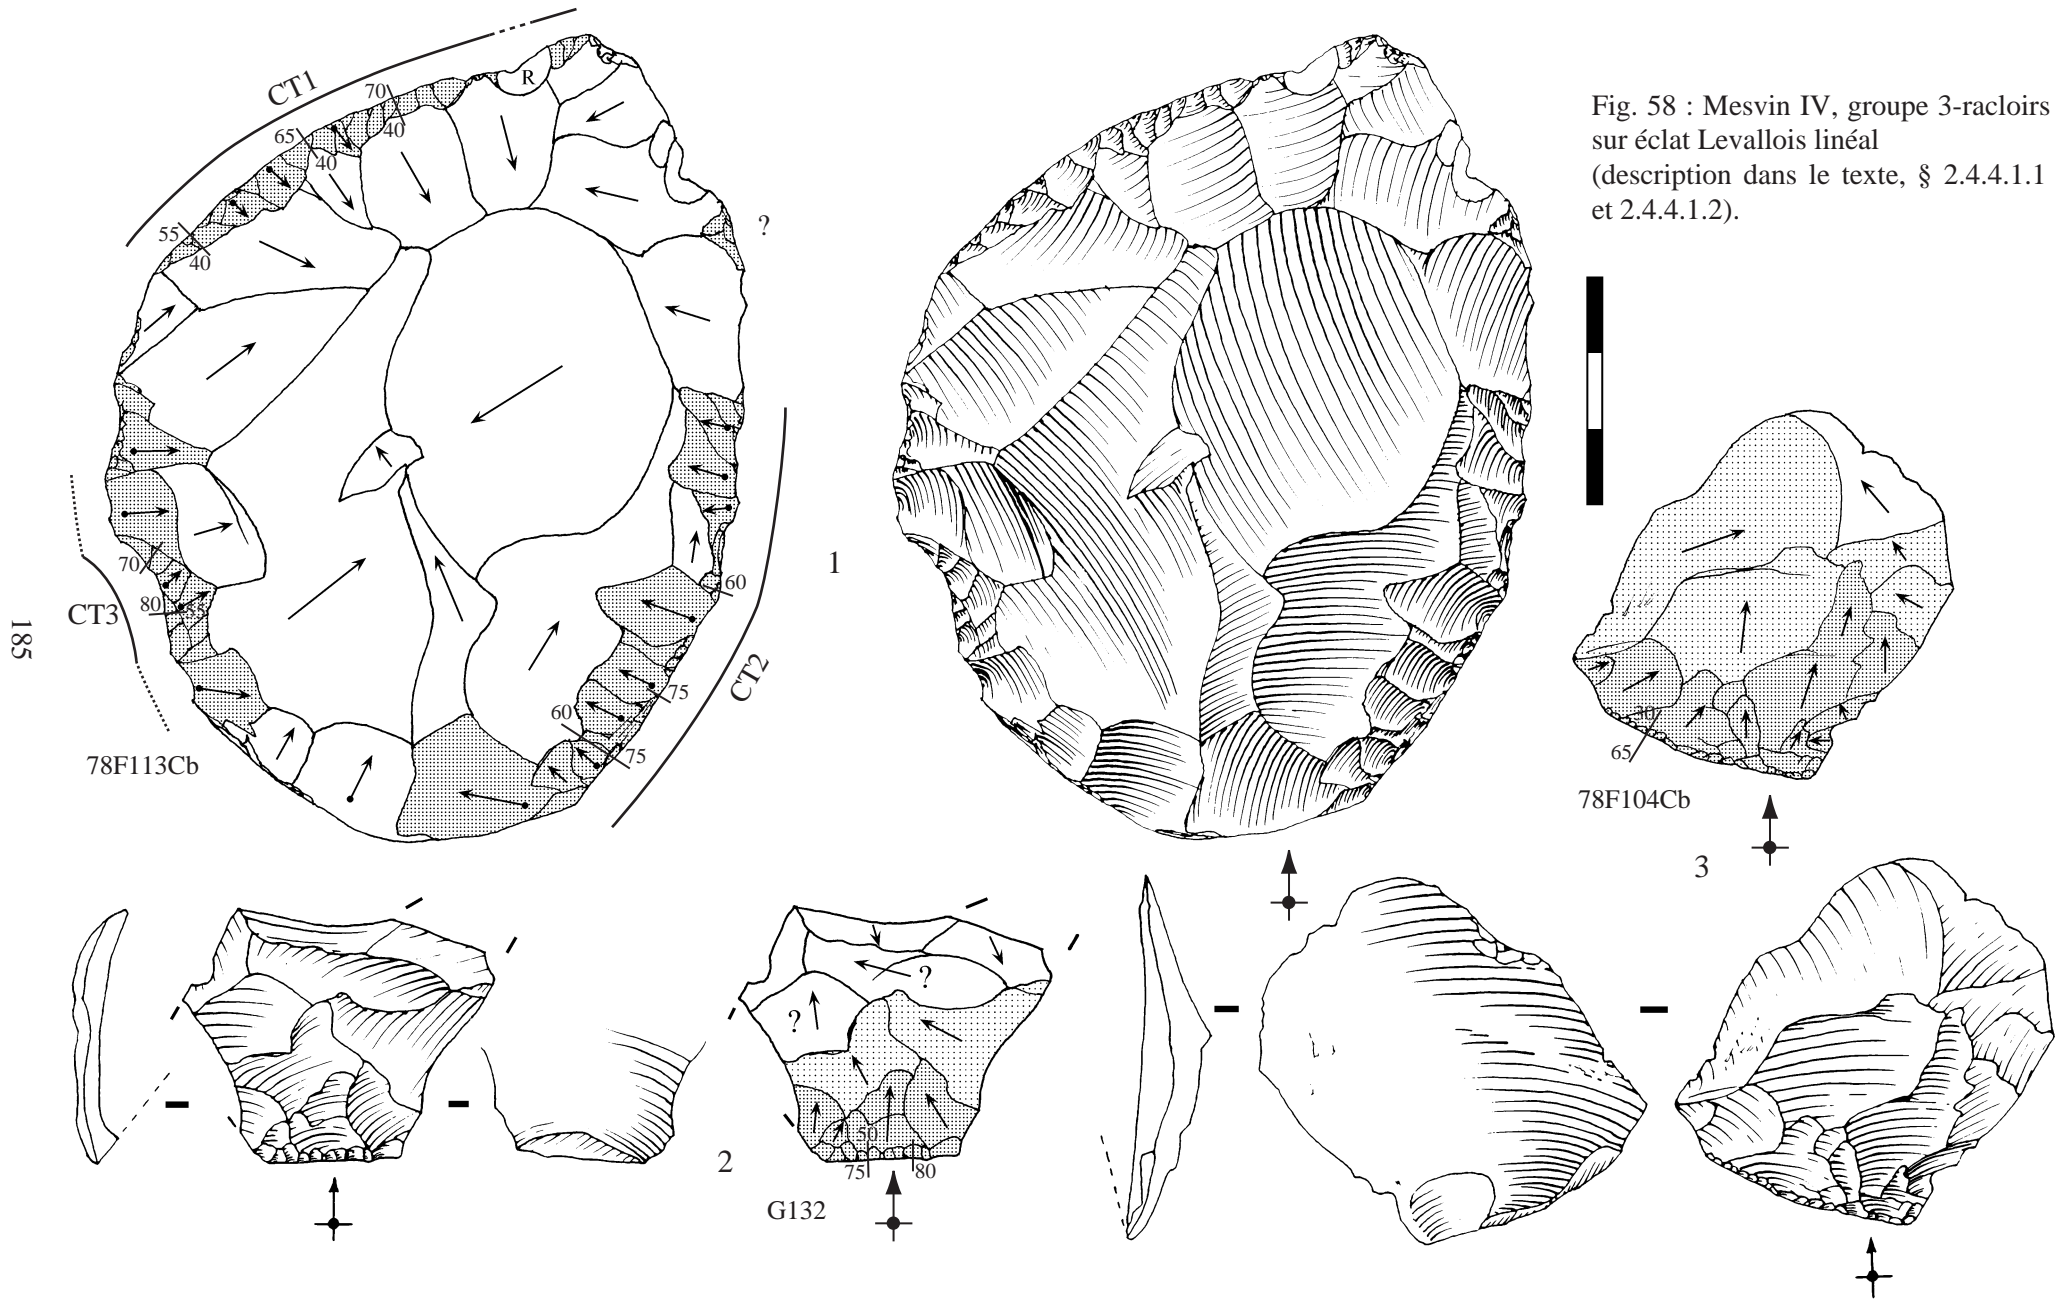 Fig. 58 : Mesvin IV, groupe 3-racloirs
sur éclat Levallois linéal
(description dans le texte, § 2.4.4.1.1
et 2.4.4.1.2).
CT1
R
70
40
65
40
55
40
?
70
CT3
80
55
60
CT2
75
60
75
78F113Cb
1
185
30
65
78F104Cb
3
?
?
50
75
80
2
G132